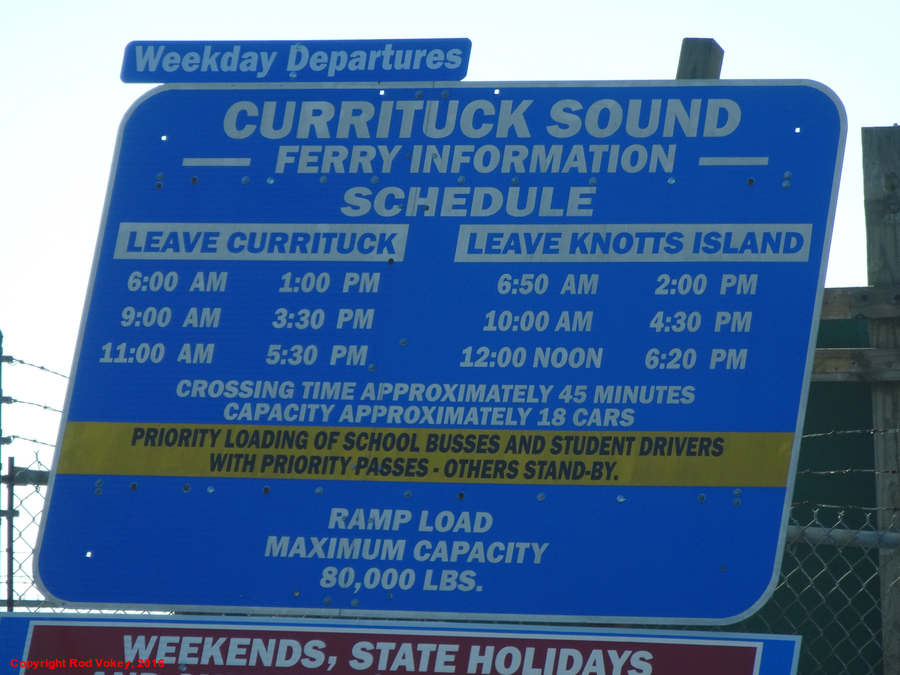 Weekday Departures
CURRITUCK SOUND
FERRY INFORMATION
SCHEDULE
LEAVE CURRITUCK LEAVE KNOTTS ISLAND
6:00 AM 1:00 PM 6:50 AM 2:00 PM
9:00 AM 3:30 PM 10:00 AM 4:30 PM
11:00 AM 5:30 PM 12:00 NOON 6:20 PM
CROSSING TIME APPROXIMATELY 45 MINUTES
CAPACITY APPROXIMATELY 18 CARS
PRIORITY LOADING OF SCHOOL BUSSES AND STUDENT DRIVERS
WITH PRIORITY PASSES - OTHERS STAND-BY.
RAMP LOAD
MAXIMUM CAPACITY
80,000 LBS.
WEEKENDS, STATE HOLIDAYS
Copyright Rod Vokey, 2016